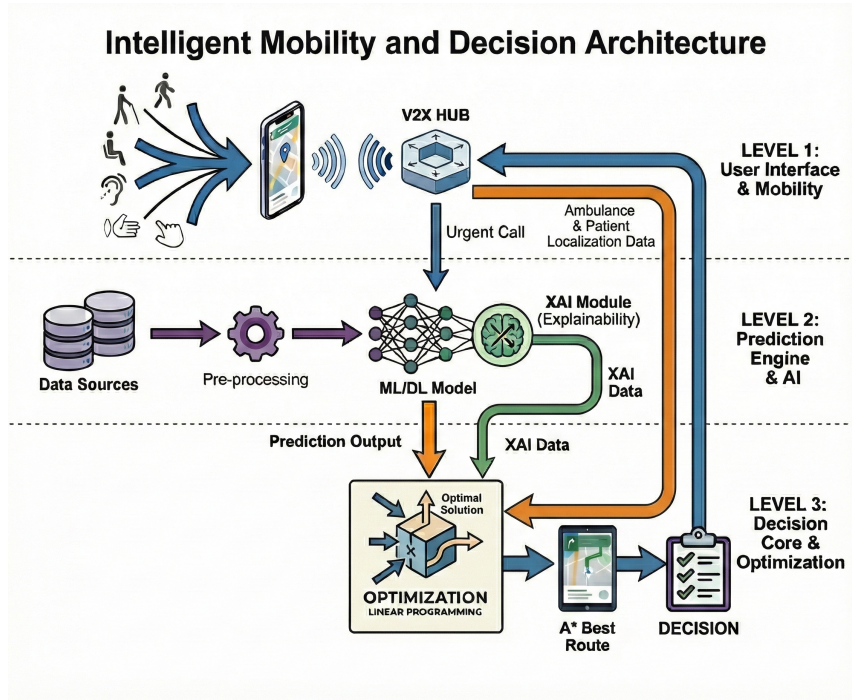 Intelligent Mobility and Decision Architecture
V2X HUB
LEVEL 1:
User Interface
& Mobility
Urgent Call
Ambulance
& Patient
Localization Data
Data Sources
Pre-processing
ML/DL Model
XAI Module
(Explainability)
XAI
Data
LEVEL 2:
Prediction
Engine
& AI
Prediction Output
XAI Data
Optimal
Solution
X
OPTIMIZATION
LINEAR PROGRAMMING
A* Best
Route
DECISION
LEVEL 3:
Decision
Core &
Optimization